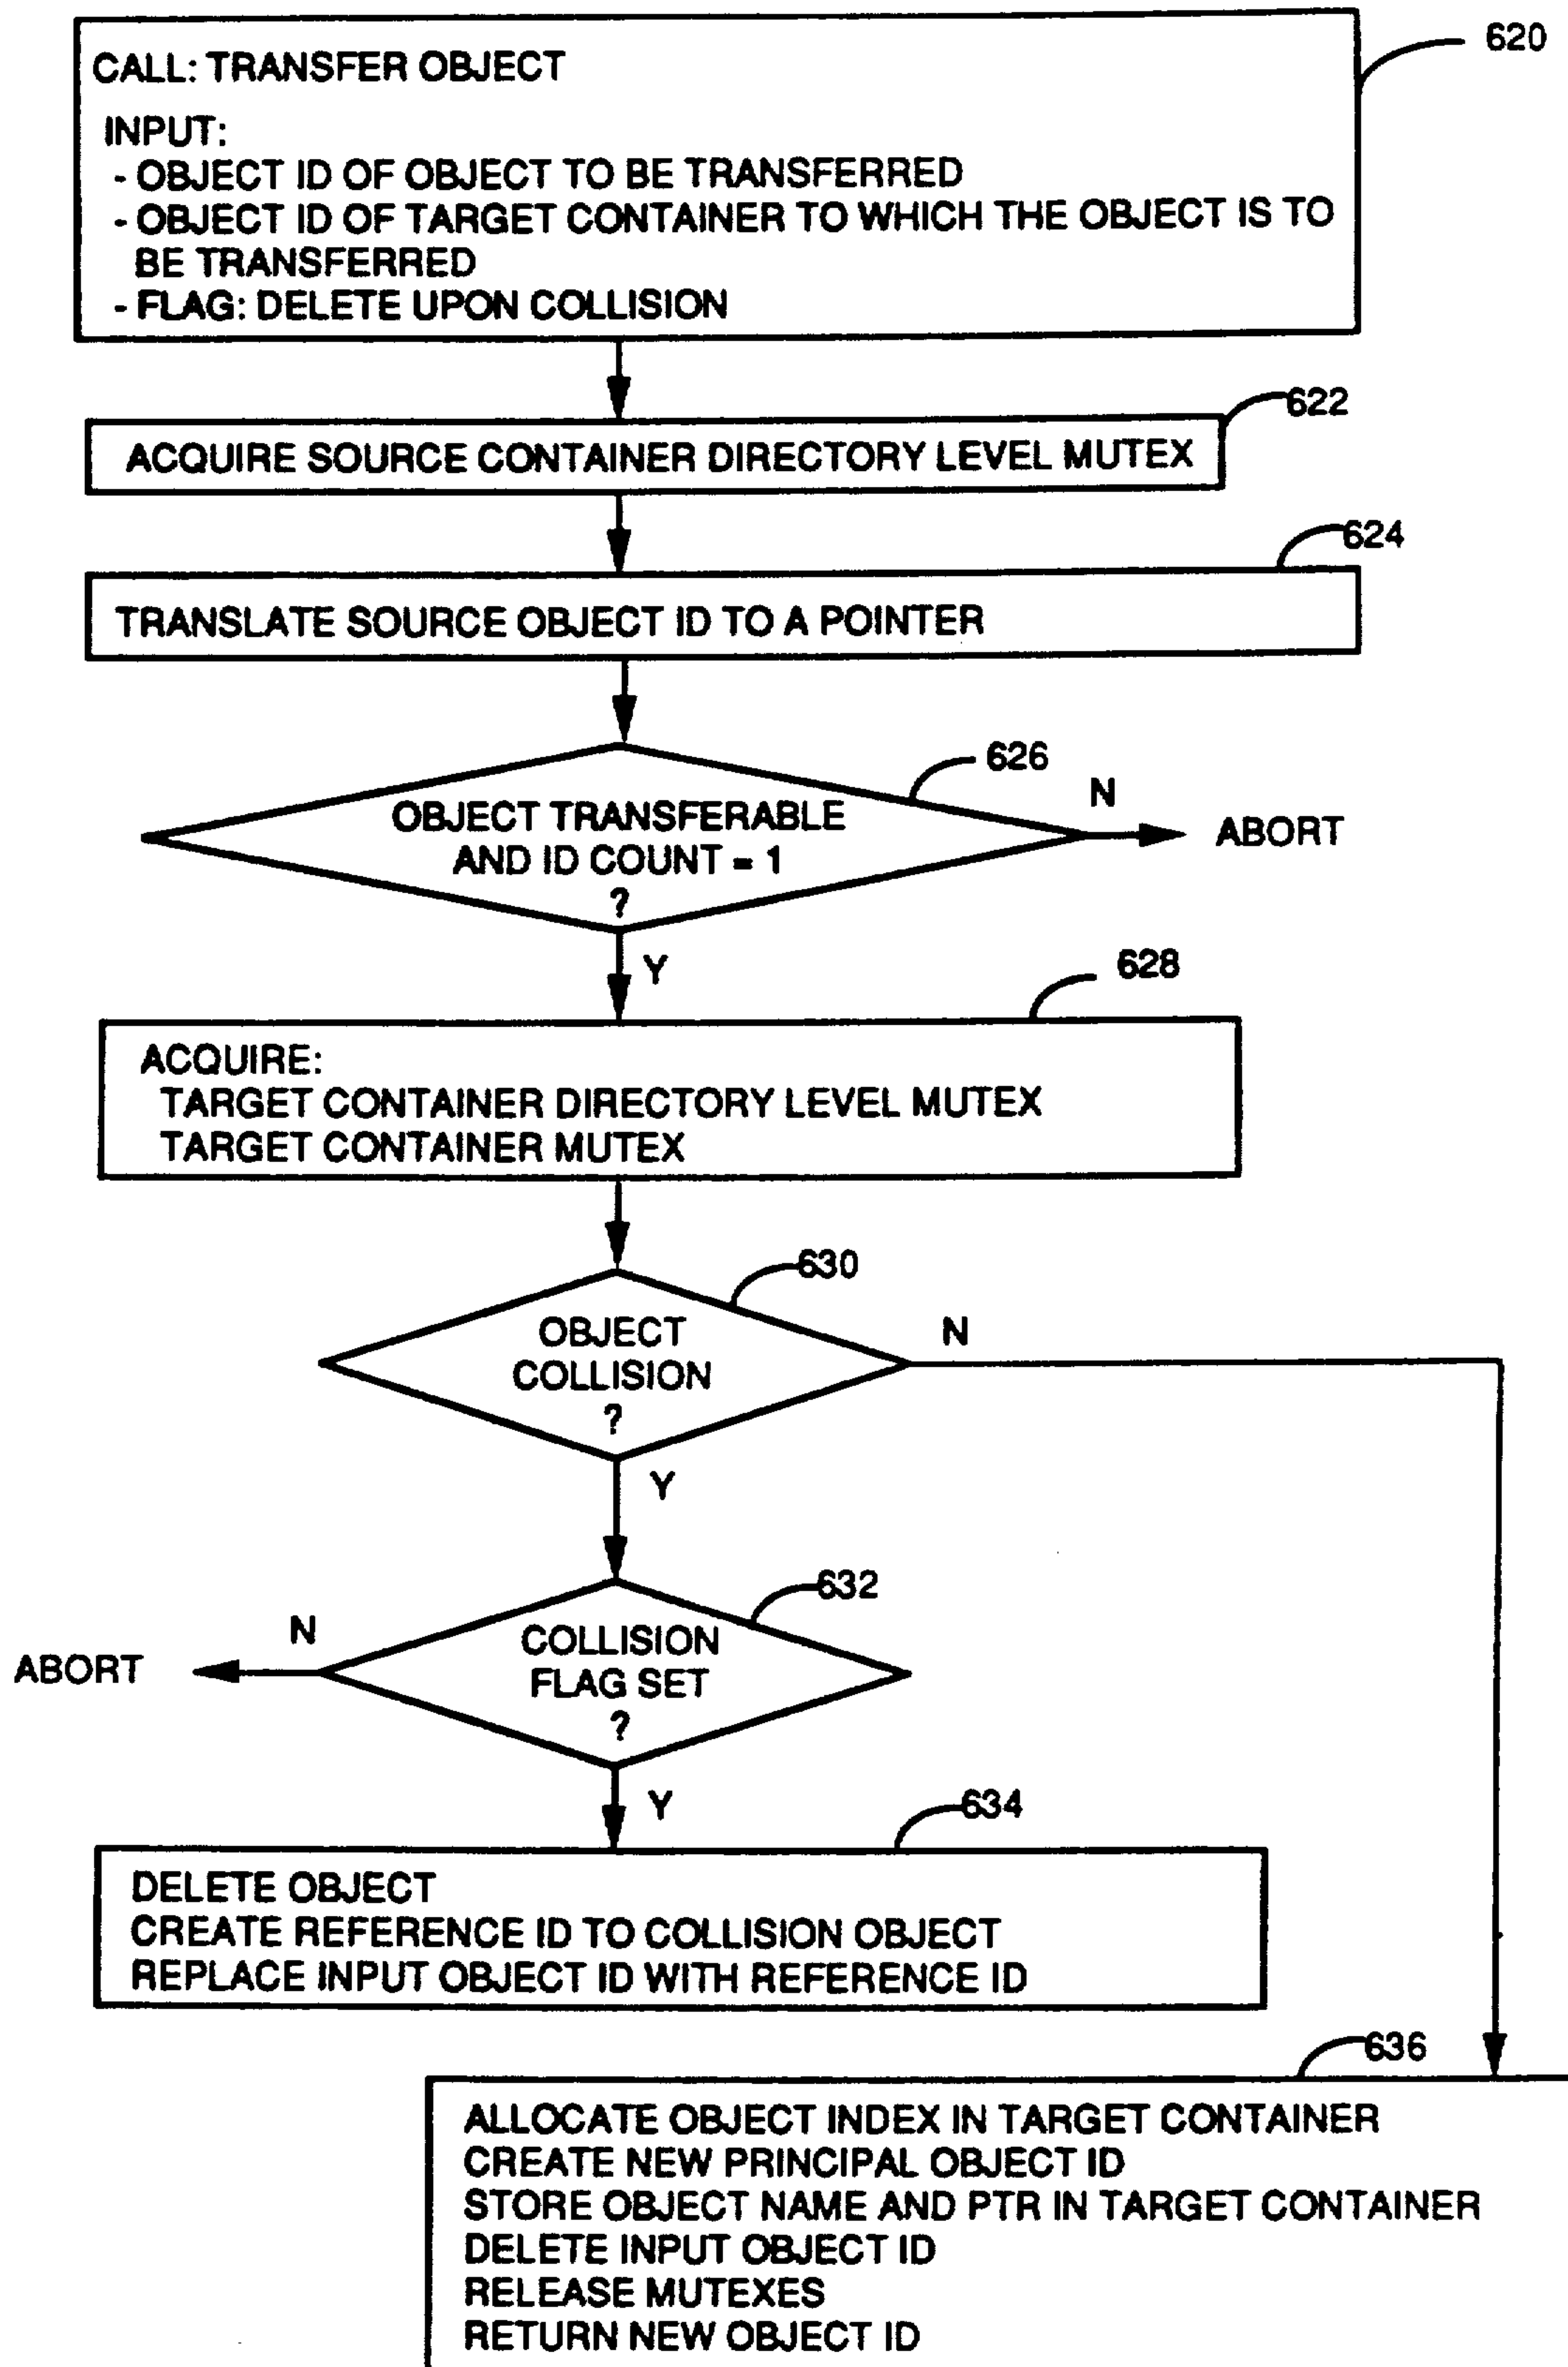 620
CALL: TRANSFER OBJECT
INPUT:
- OBJECT ID OF OBJECT TO BE TRANSFERRED
- OBJECT ID OF TARGET CONTAINER TO WHICH THE OBJECT IS TO
BE TRANSFERRED
- FLAG: DELETE UPON COLLISION
622
ACQUIRE SOURCE CONTAINER DIRECTORY LEVEL MUTEX
624
TRANSLATE SOURCE OBJECT ID TO A POINTER
626
OBJECT TRANSFERABLE
AND ID COUNT = 1
?
N
ABORT
Y
628
ACQUIRE:
TARGET CONTAINER DIRECTORY LEVEL MUTEX
TARGET CONTAINER MUTEX
630
OBJECT
COLLISION
?
N
Y
632
COLLISION
FLAG SET
?
N
ABORT
Y
634
DELETE OBJECT
CREATE REFERENCE ID TO COLLISION OBJECT
REPLACE INPUT OBJECT ID WITH REFERENCE ID
636
ALLOCATE OBJECT INDEX IN TARGET CONTAINER
CREATE NEW PRINCIPAL OBJECT ID
STORE OBJECT NAME AND PTR IN TARGET CONTAINER
DELETE INPUT OBJECT ID
RELEASE MUTEXES
RETURN NEW OBJECT ID